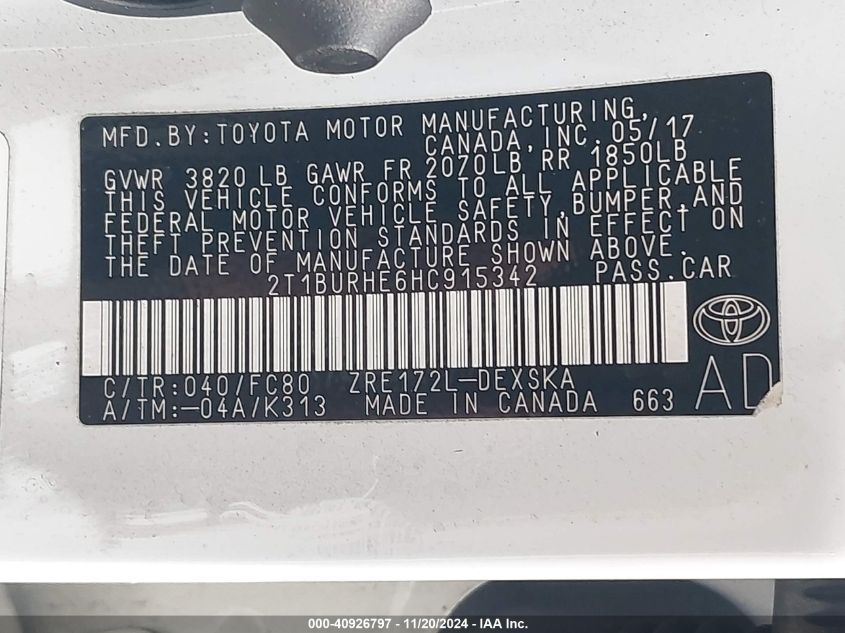 MFD. BY: TOYOTA MOTOR MANUFACTURING,
CANADA, INC. 05/17
GVWR 3820 LB GAWR FR 2070LB RR 1850LB
THIS VEHICLE CONFORMS TO ALL APPLICABLE
FEDERAL MOTOR VEHICLE SAFETY, BUMPER, AND
THEFT PREVENTION STANDARDS IN EFFECT ON
THE DATE OF MANUFACTURE SHOWN ABOVE.
2T1BURHE6HC915342 PASS. CAR
C/TR: 040/FC80 ZRE172L-DEXSKA
A/TM: -04A/K313 MADE IN CANADA 663
AD
000-40926797 - 11/20/2024 - IAA Inc.